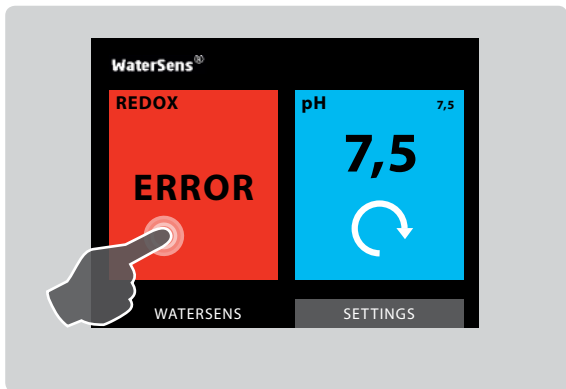 WaterSens®
REDOX
ERROR
pH 7,5
7,5
WATERSENS
SETTINGS